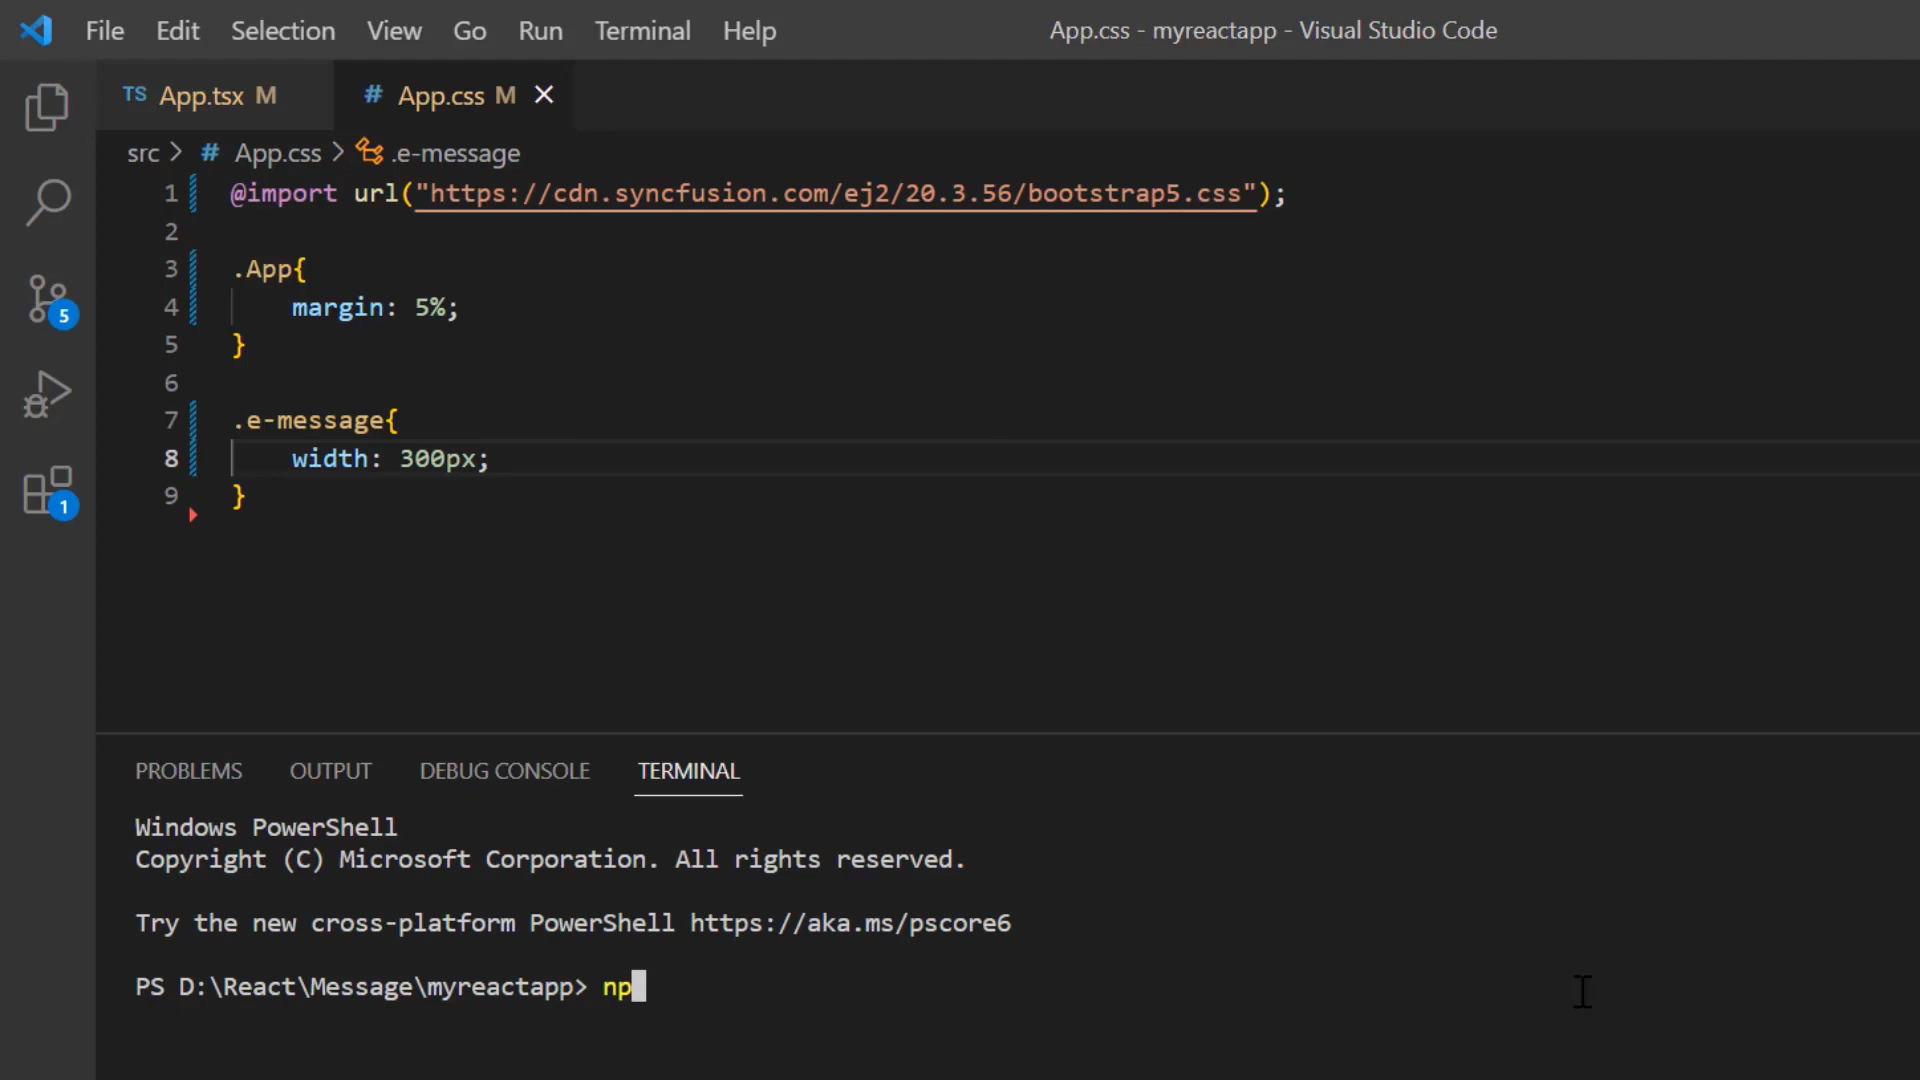 File Edit Selection View Go Run Terminal Help App.css - myreactapp - Visual Studio Code
TS App.tsx M # App.css M
src > # App.css > .e-message
1 @import url("https://cdn.syncfusion.com/ej2/20.3.56/bootstrap5.css");
2
3 .App{
4 margin: 5%;
5 }
6
7 .e-message{
8 width: 300px;
9 }
5
1
PROBLEMS OUTPUT DEBUG CONSOLE TERMINAL
Windows PowerShell
Copyright (C) Microsoft Corporation. All rights reserved.
Try the new cross-platform PowerShell https://aka.ms/pscore6
PS D:\React\Message\myreactapp> np